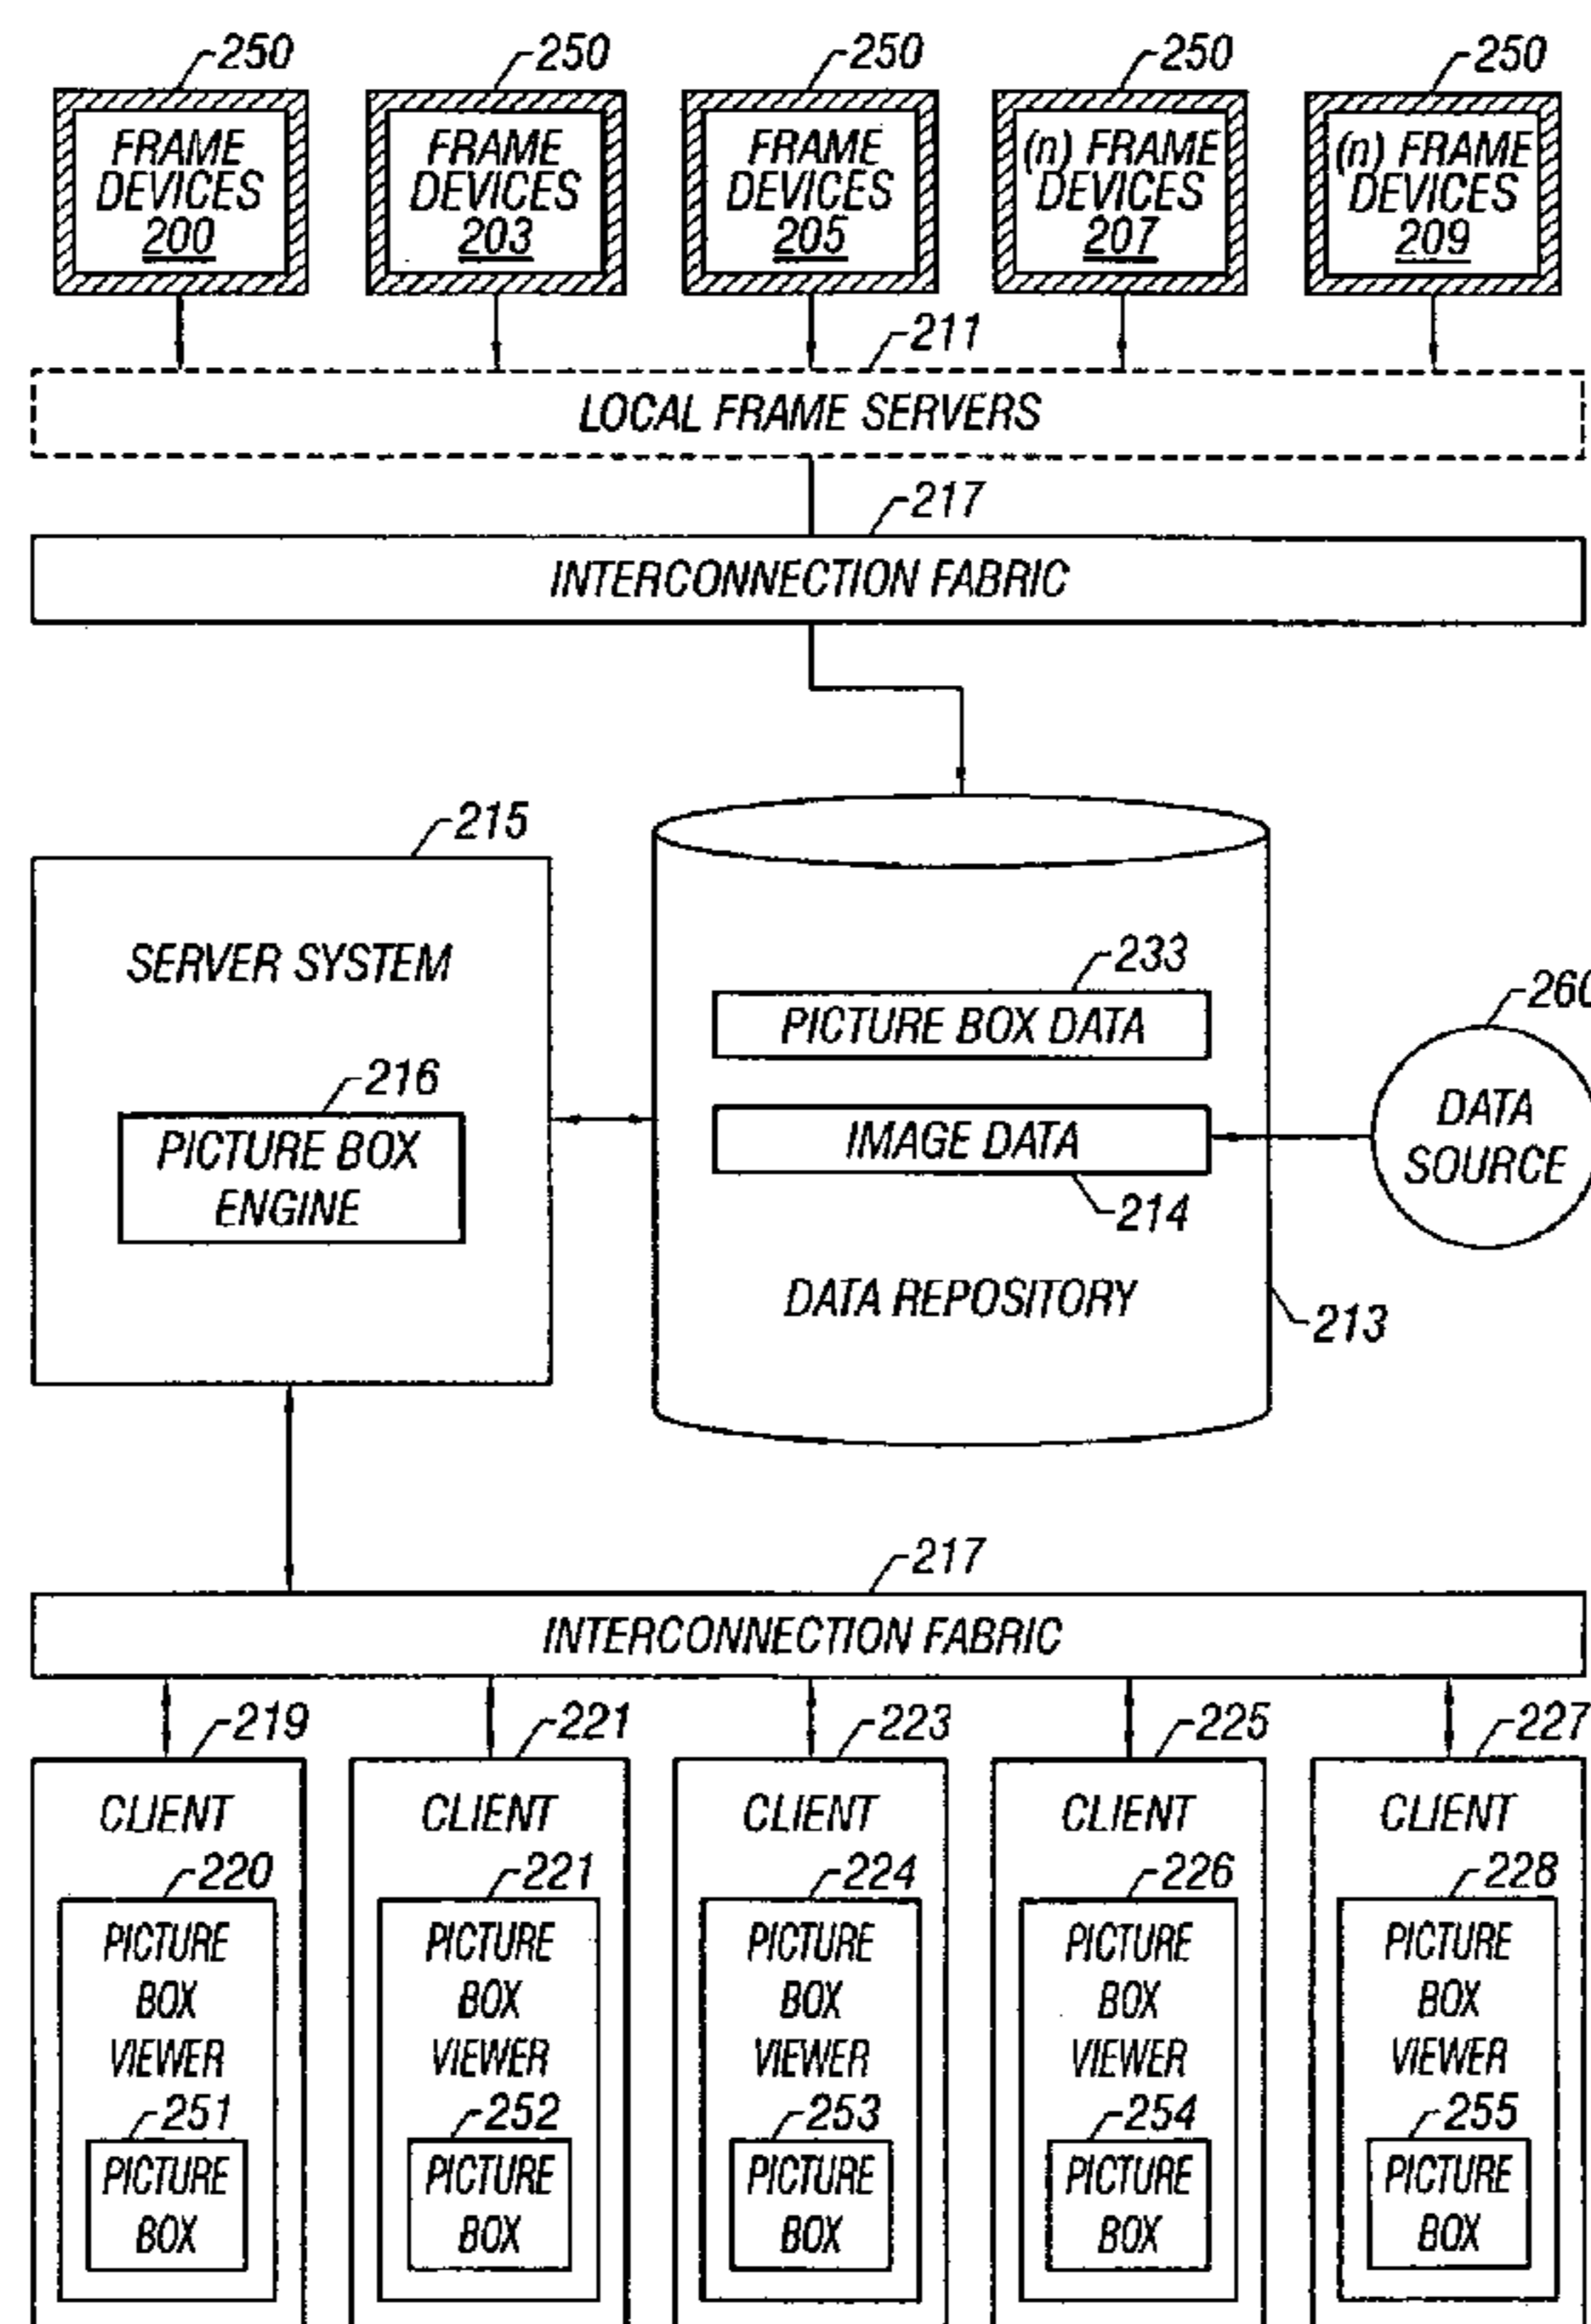 250 250 250 250 250
FRAME DEVICES 200
FRAME DEVICES 203
FRAME DEVICES 205
(n) FRAME DEVICES 207
(n) FRAME DEVICES 209
211
LOCAL FRAME SERVERS
217
INTERCONNECTION FABRIC
215
SERVER SYSTEM
216
PICTURE BOX
ENGINE
233
PICTURE BOX DATA
IMAGE DATA
214
DATA REPOSITORY
213
260
DATA
SOURCE
217
INTERCONNECTION FABRIC
219
CLIENT
220
PICTURE
BOX
VIEWER
251
PICTURE
BOX
221
CLIENT
221
PICTURE
BOX
VIEWER
252
PICTURE
BOX
223
CLIENT
224
PICTURE
BOX
VIEWER
253
PICTURE
BOX
225
CLIENT
226
PICTURE
BOX
VIEWER
254
PICTURE
BOX
227
CLIENT
228
PICTURE
BOX
VIEWER
255
PICTURE
BOX